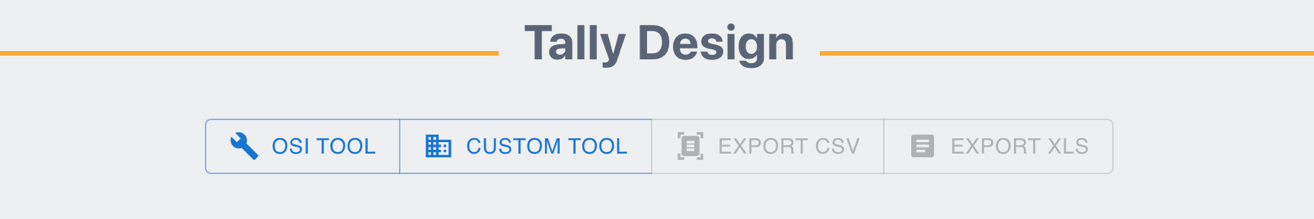 Tally Design
OSI TOOL CUSTOM TOOL EXPORT CSV EXPORT XLS